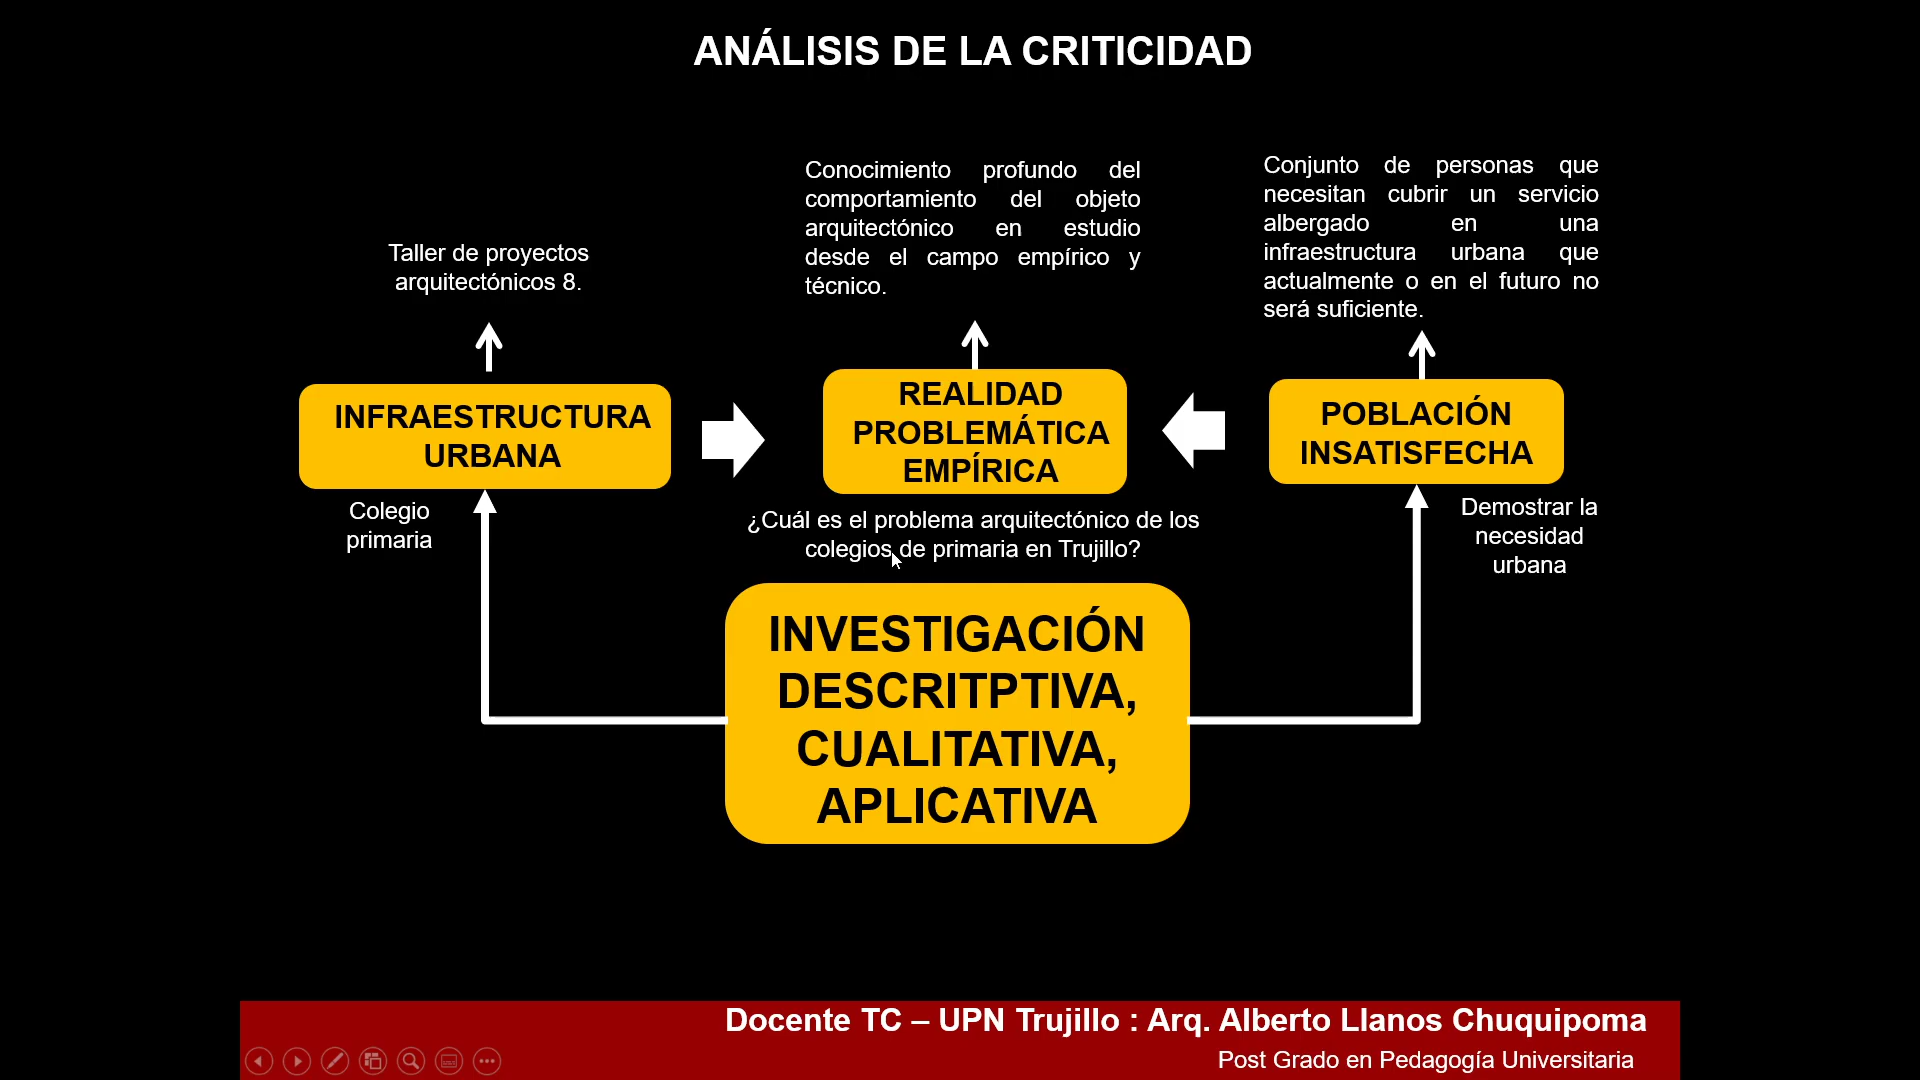 ANÁLISIS DE LA CRITICIDAD
Taller de proyectos
arquitectónicos 8.
Conocimiento profundo del
comportamiento del objeto
arquitectónico en estudio
desde el campo empírico y
técnico.
Conjunto de personas que
necesitan cubrir un servicio
albergado en una
infraestructura urbana que
actualmente o en el futuro no
será suficiente.
INFRAESTRUCTURA
URBANA
REALIDAD
PROBLEMÁTICA
EMPÍRICA
POBLACIÓN
INSATISFECHA
Colegio
primaria
¿Cuál es el problema arquitectónico de los
colegios de primaria en Trujillo?
Demostrar la
necesidad
urbana
INVESTIGACIÓN
DESCRITPTIVA,
CUALITATIVA,
APLICATIVA
Docente TC – UPN Trujillo : Arq. Alberto Llanos Chuquipoma
Post Grado en Pedagogía Universitaria